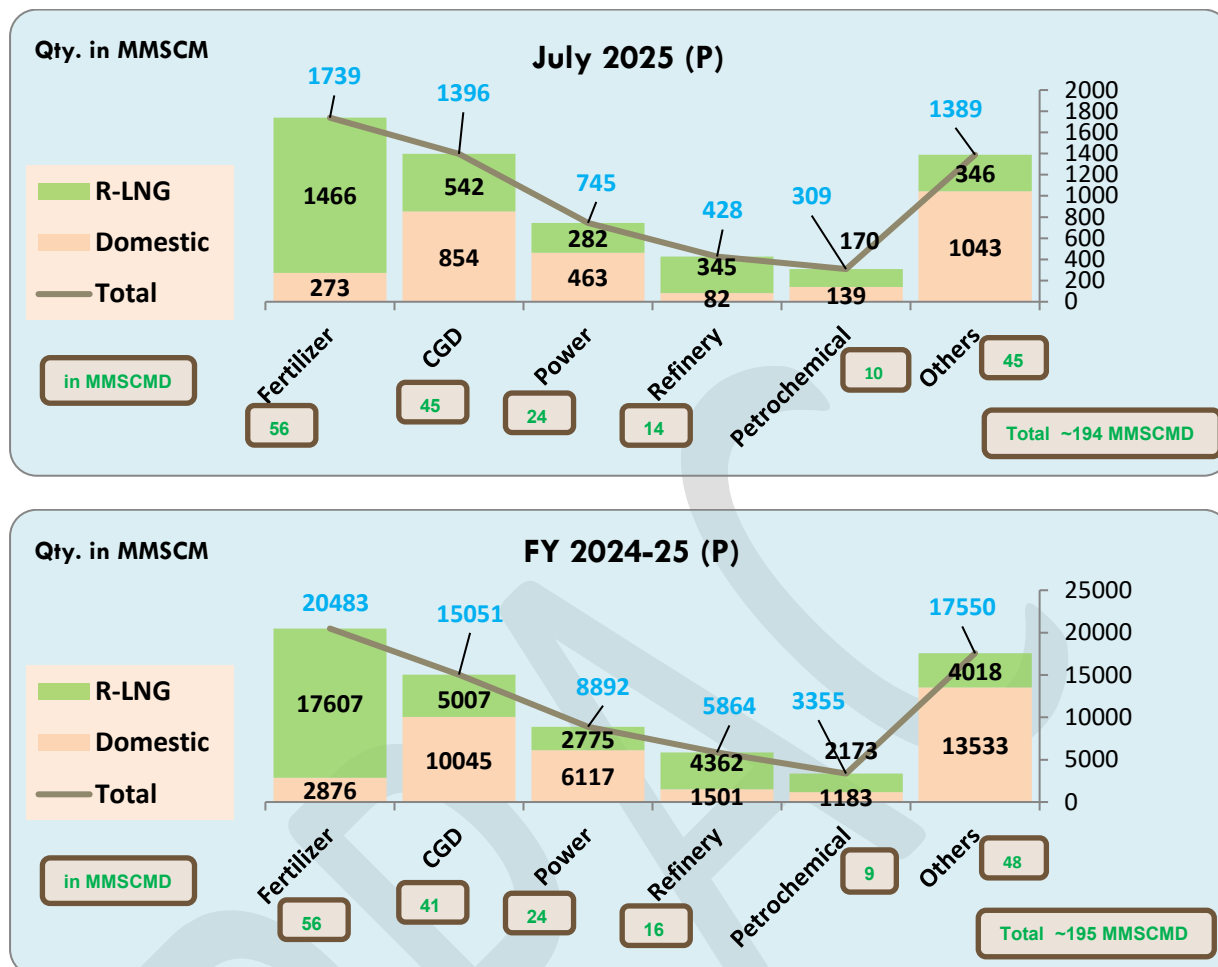 Qty. in MMSCM
July 2025 (P)
1739
1396
745
428
309
1389
2000
1800
1600
1400
1200
1000
800
600
400
200
0
R-LNG
Domestic
Total
1466
542
282
345
170
346
273
854
463
82
139
1043
Fertilizer
CGD
Power
Refinery
Petrochemical
Others
in MMSCMD
56
45
24
14
10
45
Total ~194 MMSCMD
Qty. in MMSCM
FY 2024-25 (P)
20483
15051
8892
5864
3355
17550
25000
20000
15000
10000
5000
0
R-LNG
Domestic
Total
17607
5007
2775
4362
2173
4018
2876
10045
6117
1501
1183
13533
Fertilizer
CGD
Power
Refinery
Petrochemical
Others
in MMSCMD
56
41
24
16
9
48
Total ~195 MMSCMD